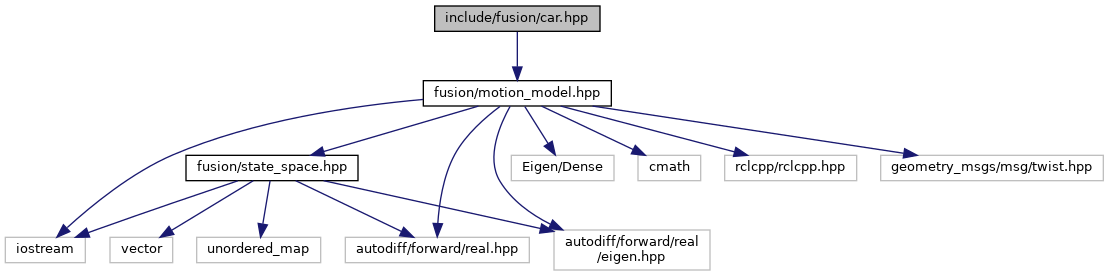 include/fusion/car.hpp
fusion/motion_model.hpp
fusion/state_space.hpp
Eigen/Dense
cmath
rclcpp/rclcpp.hpp
geometry_msgs/msg/twist.hpp
iostream
vector
unordered_map
autodiff/forward/real.hpp
autodiff/forward/real
/eigen.hpp